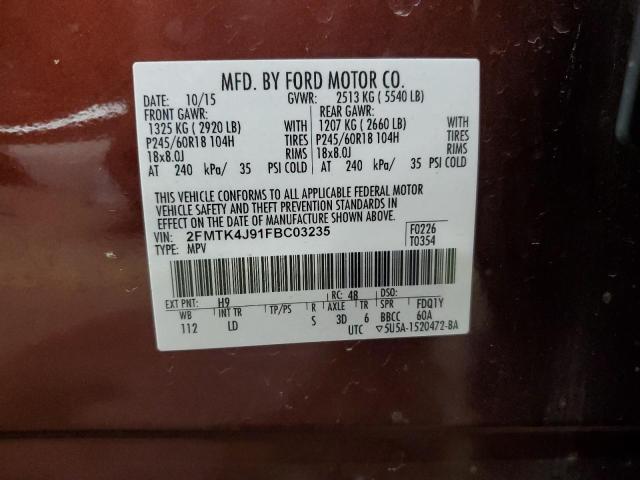 MFD. BY FORD MOTOR CO.
DATE: 10/15 GVWR: 2513 KG ( 5540 LB)
FRONT GAWR: REAR GAWR:
1325 KG ( 2920 LB) WITH 1207 KG ( 2660 LB) WITH
P245/60R18 104H TIRES P245/60R18 104H TIRES
18x8.0J RIMS 18x8.0J RIMS
AT 240 kPa/ 35 PSI COLD AT 240 kPa/ 35 PSI COLD
THIS VEHICLE CONFORMS TO ALL APPLICABLE FEDERAL MOTOR
VEHICLE SAFETY AND THEFT PREVENTION STANDARDS IN
EFFECT ON THE DATE OF MANUFACTURE SHOWN ABOVE.
VIN: 2FMTK4J91FBC03235 F0226
TYPE: MPV T0354
EXT PNT: H9 RC: 48 DSO:
WB INT TR TP/PS R AXLE TR SPR FDQ1Y
112 LD S 3D 6 BBCC 60A
UTC ▽5U5A-1520472-BA